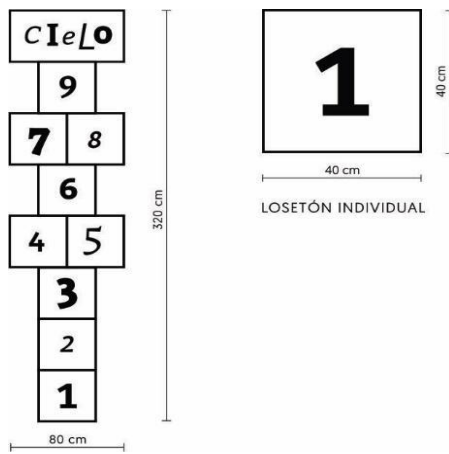 CIeLo
9
7 8
6
4 5
3
2
1
80 cm
320 cm
1
40 cm
40 cm
LOSETÓN INDIVIDUAL